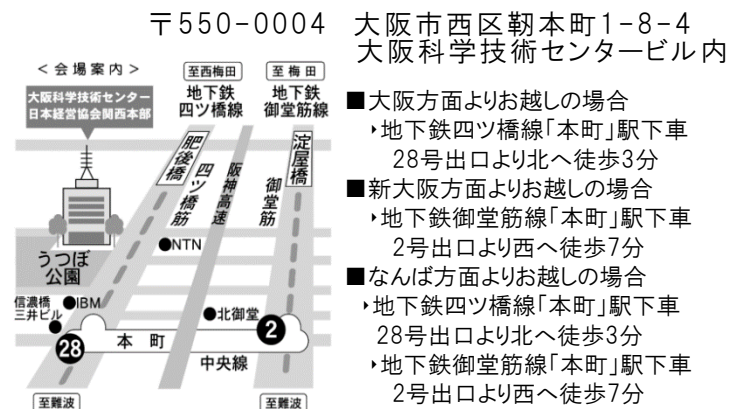 〒550-0004 大阪市西区靱本町1-8-4
大阪科学技術センタービル内
<会場案内>
大阪科学技術センター
日本経営協会関西本部
至西梅田
地下鉄
四ツ橋線
至梅田
地下鉄
御堂筋線
肥後橋
四ツ橋筋
阪神高速
御堂筋
淀屋橋
●NTN
うつぼ
公園
信濃橋
三井ビル
●IBM
●北御堂
28
本町
2
中央線
至難波
至難波
■大阪方面よりお越しの場合
・地下鉄四ツ橋線「本町」駅下車
28号出口より北へ徒歩3分
■新大阪方面よりお越しの場合
・地下鉄御堂筋線「本町」駅下車
2号出口より西へ徒歩7分
■なんば方面よりお越しの場合
・地下鉄四ツ橋線「本町」駅下車
28号出口より北へ徒歩3分
・地下鉄御堂筋線「本町」駅下車
2号出口より西へ徒歩7分